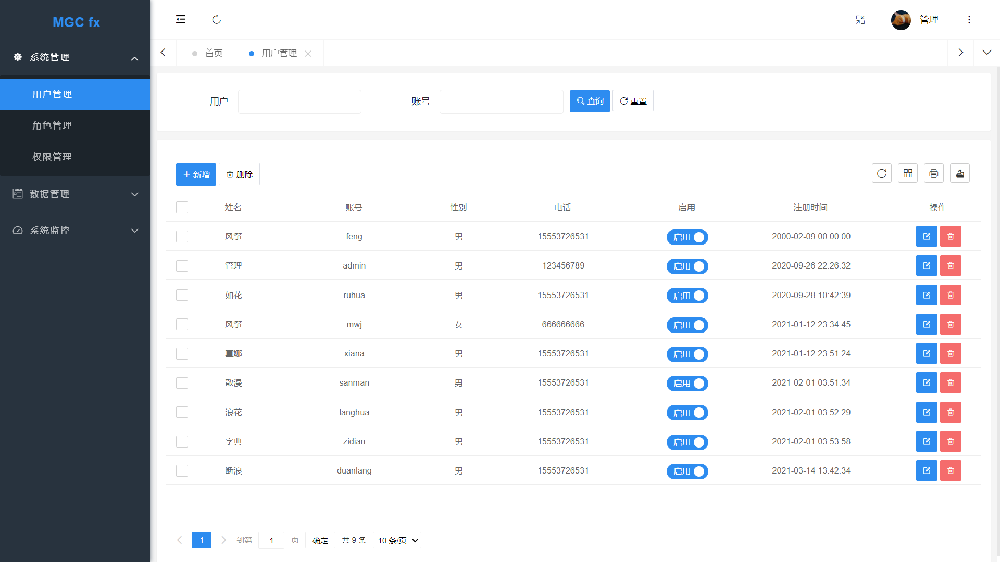 MGC fx
系统管理
用户管理
角色管理
权限管理
数据管理
系统监控
管理
首页
用户管理
用户
账号
查询
重置
新增
删除
姓名 账号 性别 电话 启用 注册时间 操作
风筝 feng 男 15553726531 启用 2000-02-09 00:00:00
管理 admin 男 123456789 启用 2020-09-26 22:26:32
如花 ruhua 男 15553726531 启用 2020-09-28 10:42:39
风筝 mwj 女 666666666 启用 2021-01-12 23:34:45
夏娜 xiana 男 15553726531 启用 2021-01-12 23:51:24
散漫 sanman 男 15553726531 启用 2021-02-01 03:51:34
浪花 langhua 男 15553726531 启用 2021-02-01 03:52:29
字典 zidian 男 15553726531 启用 2021-02-01 03:53:58
断浪 duanlang 男 15553726531 启用 2021-03-14 13:42:34
1 到第 1 页 确定 共 9 条 10 条/页